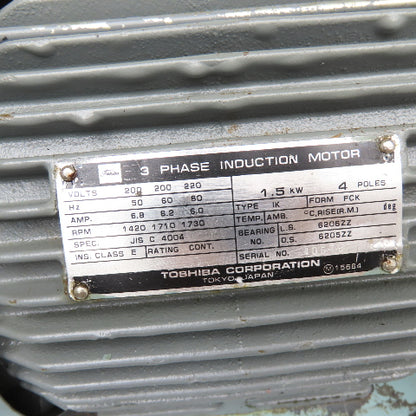 3 PHASE INDUCTION MOTOR
VOLTS 200 200 220 1.5 KW 4 POLES
Hz 50 60 60 TYPE IK FORM FCK
AMP. 6.8 6.2 6.0 TEMP. AMB. °C, RISE(R.M.) deg
RPM 1420 1710 1730 BEARING L.S. 6206ZZ
SPEC. JIS C 4004 NO. O.S. 6205ZZ
INS. CLASS E RATING CONT. SERIAL NO.
TOSHIBA CORPORATION
TOKYO JAPAN M 15684